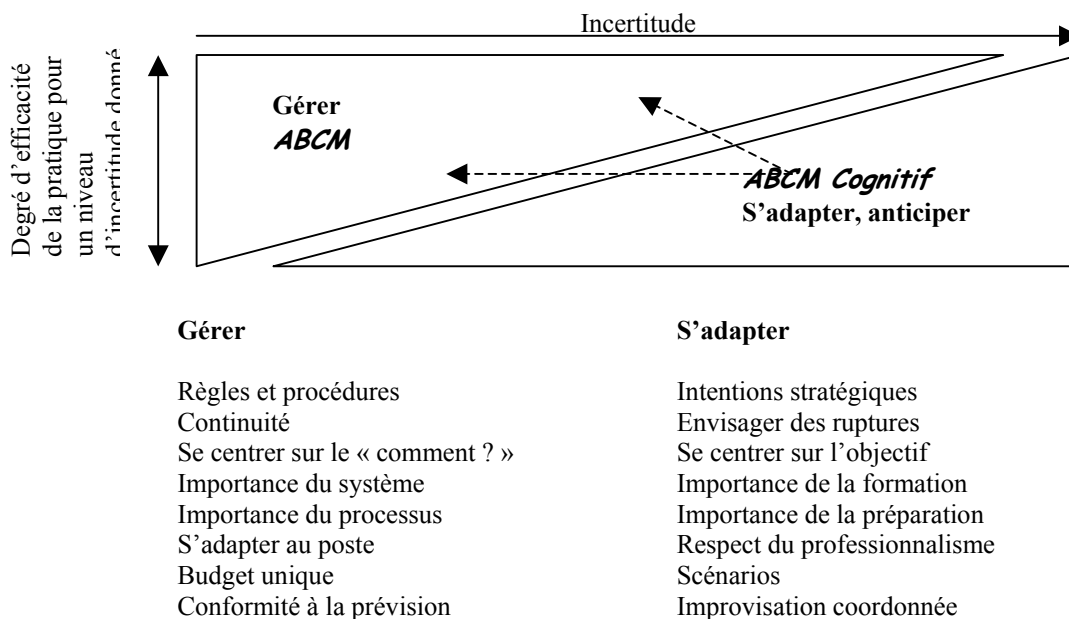 Incertitude
Degré d'efficacité
de la pratique pour
un niveau
d'incertitude donné
Gérer
ABCM
ABCM Cognitif
S'adapter, anticiper
Gérer
S'adapter
Règles et procédures
Intentions stratégiques
Continuité
Envisager des ruptures
Se centrer sur le « comment ? »
Se centrer sur l'objectif
Importance du système
Importance de la formation
Importance du processus
Importance de la préparation
S'adapter au poste
Respect du professionnalisme
Budget unique
Scénarios
Conformité à la prévision
Improvisation coordonnée